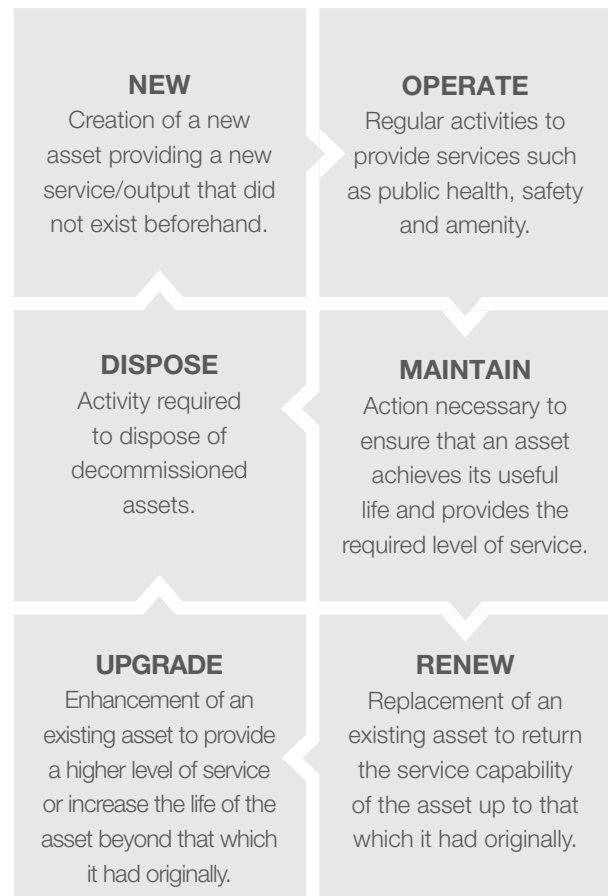 NEW
Creation of a new
asset providing a new
service/output that did
not exist beforehand.
OPERATE
Regular activities to
provide services such
as public health, safety
and amenity.
DISPOSE
Activity required
to dispose of
decommissioned
assets.
MAINTAIN
Action necessary to
ensure that an asset
achieves its useful
life and provides the
required level of service.
UPGRADE
Enhancement of an
existing asset to provide
a higher level of service
or increase the life of the
asset beyond that which
it had originally.
RENEW
Replacement of an
existing asset to return
the service capability
of the asset up to that
which it had originally.